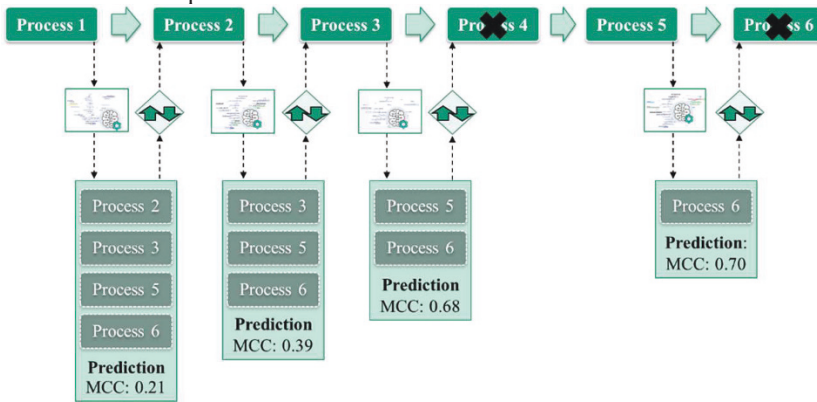 Process 1
Process 2
Process 3
Process 4
Process 5
Process 6
Process 2
Process 3
Process 5
Process 6
Prediction
MCC: 0.21
Process 3
Process 5
Process 6
Prediction
MCC: 0.39
Process 5
Process 6
Prediction
MCC: 0.68
Process 6
Prediction:
MCC: 0.70